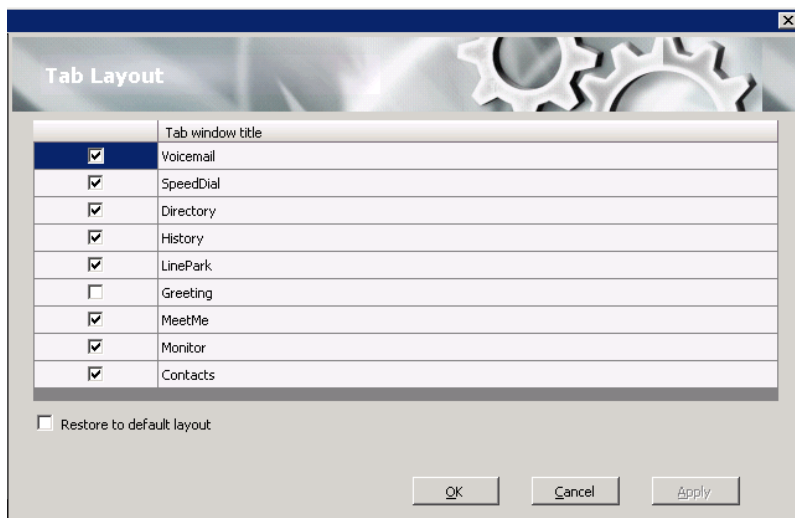 Tab Layout
Tab window title
Voicemail
SpeedDial
Directory
History
LinePark
Greeting
MeetMe
Monitor
Contacts
Restore to default layout
OK Cancel Apply